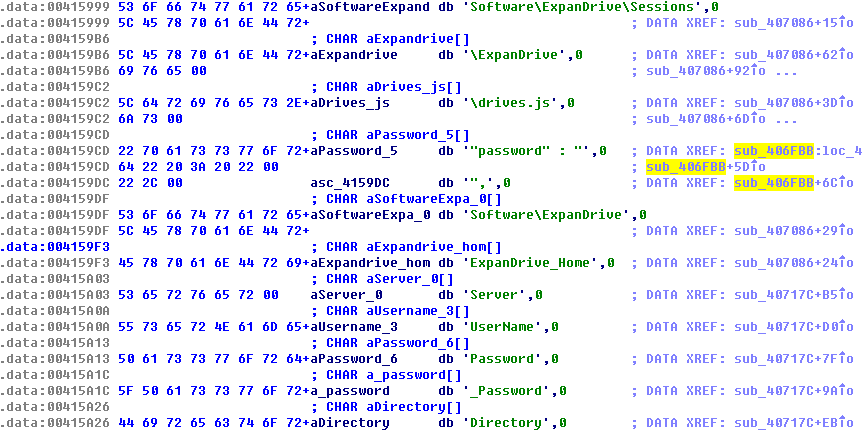 .data:00415999 53 6F 66 74 77 61 72 65+aSoftwareExpand db 'Software\ExpanDrive\Sessions',0
.data:00415999 5C 45 78 70 61 6E 44 72+ ; DATA XREF: sub_407086+15↑o
.data:004159B6 ; CHAR aExpandrive[]
.data:004159B6 5C 45 78 70 61 6E 44 72+aExpandrive db '\ExpanDrive',0 ; DATA XREF: sub_407086+62↑o
.data:004159B6 69 76 65 00 ; sub_407086+92↑o ...
.data:004159C2 ; CHAR aDrives_js[]
.data:004159C2 5C 64 72 69 76 65 73 2E+aDrives_js db '\drives.js',0 ; DATA XREF: sub_407086+3D↑o
.data:004159C2 6A 73 00 ; sub_407086+6D↑o ...
.data:004159CD ; CHAR aPassword_5[]
.data:004159CD 22 70 61 73 73 77 6F 72+aPassword_5 db '"password" : "',0 ; DATA XREF: sub_406FBB:loc_4
.data:004159CD 64 22 20 3A 20 22 00 ; sub_406FBB+5D↑o
.data:004159DC 22 2C 00 asc_4159DC db '",',0 ; DATA XREF: sub_406FBB+6C↑o
.data:004159DF ; CHAR aSoftwareExpa_0[]
.data:004159DF 53 6F 66 74 77 61 72 65+aSoftwareExpa_0 db 'Software\ExpanDrive',0
.data:004159DF 5C 45 78 70 61 6E 44 72+ ; DATA XREF: sub_407086+29↑o
.data:004159F3 ; CHAR aExpandrive_hom[]
.data:004159F3 45 78 70 61 6E 44 72 69+aExpandrive_hom db 'ExpanDrive_Home',0 ; DATA XREF: sub_407086+24↑o
.data:00415A03 ; CHAR aServer_0[]
.data:00415A03 53 65 72 76 65 72 00 aServer_0 db 'Server',0 ; DATA XREF: sub_40717C+B5↑o
.data:00415A0A ; CHAR aUsername_3[]
.data:00415A0A 55 73 65 72 4E 61 6D 65+aUsername_3 db 'UserName',0 ; DATA XREF: sub_40717C+D0↑o
.data:00415A13 ; CHAR aPassword_6[]
.data:00415A13 50 61 73 73 77 6F 72 64+aPassword_6 db 'Password',0 ; DATA XREF: sub_40717C+7F↑o
.data:00415A1C ; CHAR a_password[]
.data:00415A1C 5F 50 61 73 73 77 6F 72+a_password db '_Password',0 ; DATA XREF: sub_40717C+9A↑o
.data:00415A26 ; CHAR aDirectory[]
.data:00415A26 44 69 72 65 63 74 6F 72+aDirectory db 'Directory',0 ; DATA XREF: sub_40717C+EB↑o